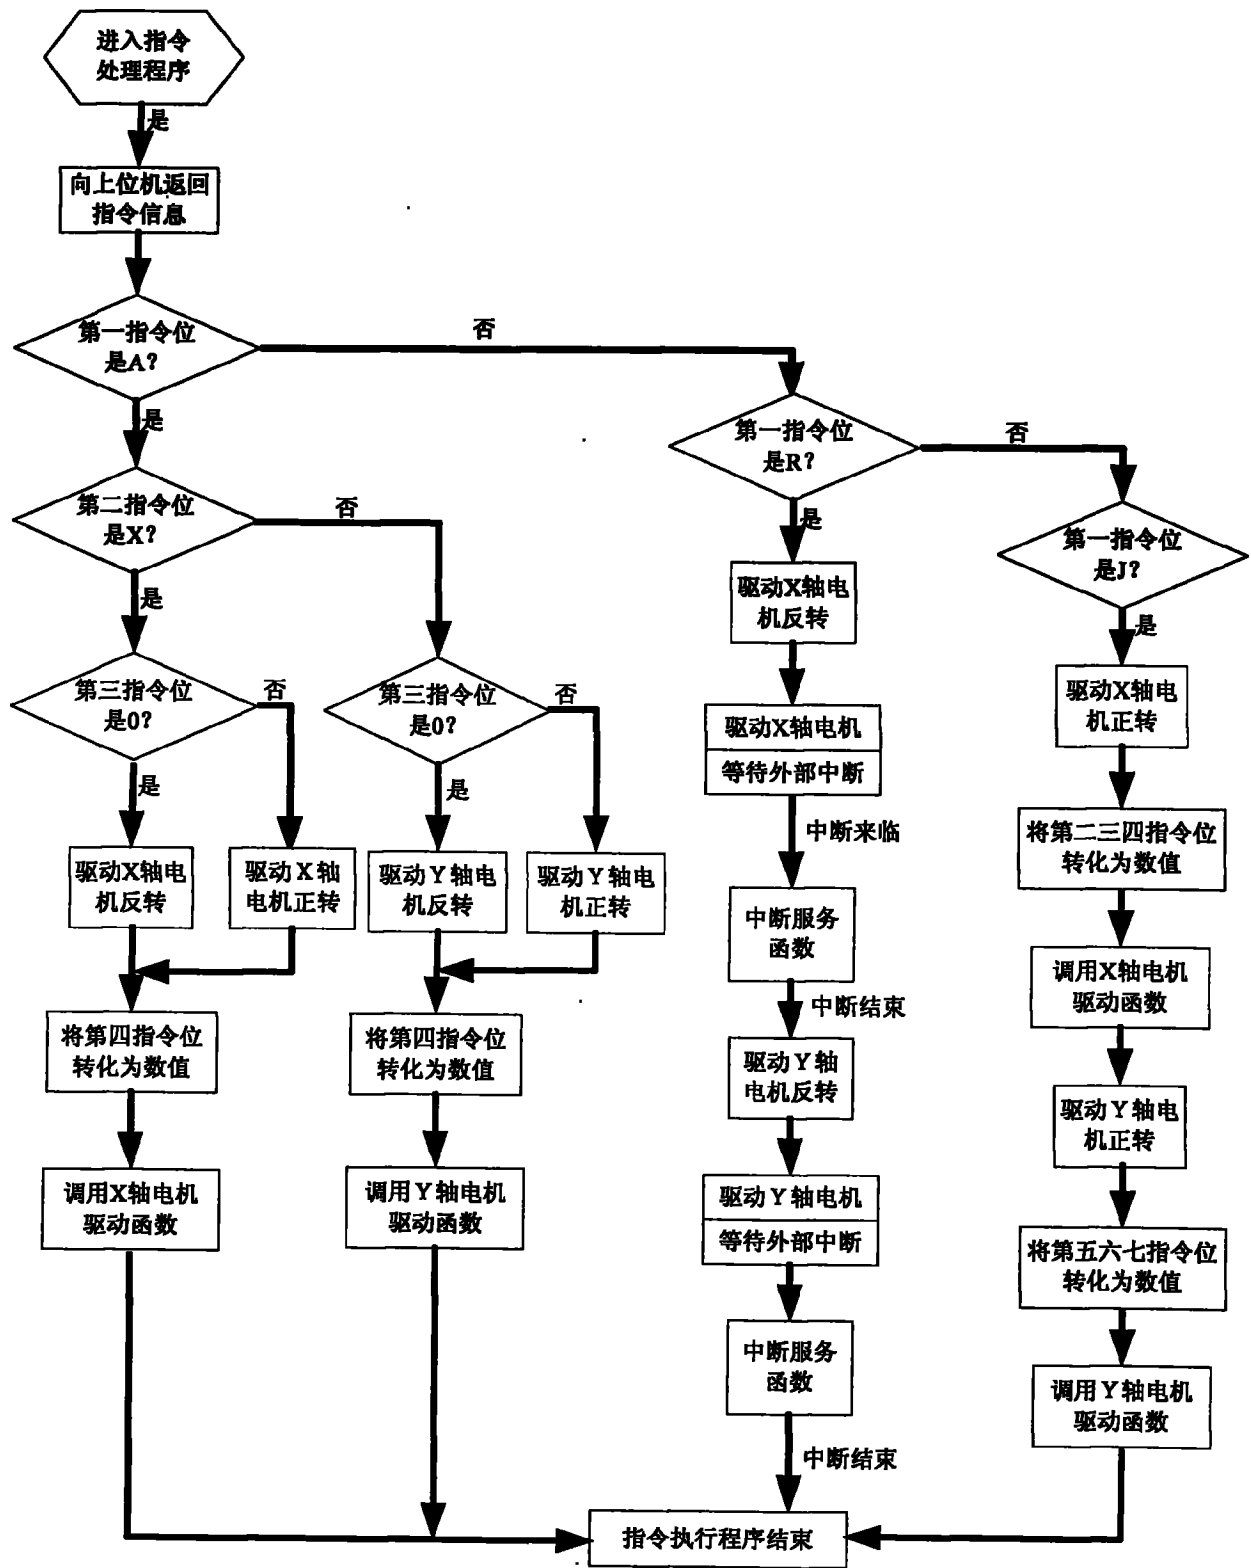 进入指令
处理程序
是
向上位机返回
指令信息
第一指令位
是A?
否
是
第二指令位
是X?
否
是
第三指令位
是0?
否
是
驱动X轴电
机反转
驱动X轴
电机正转
将第四指令位
转化为数值
调用X轴电机
驱动函数
第三指令位
是0?
否
是
驱动Y轴电
机反转
驱动Y轴电
机正转
将第四指令位
转化为数值
调用Y轴电机
驱动函数
第一指令位
是R?
否
是
驱动X轴电
机反转
驱动X轴电机
等待外部中断
中断来临
中断服务
函数
中断结束
驱动Y轴
电机反转
驱动Y轴电机
等待外部中断
中断服务
函数
中断结束
第一指令位
是J?
是
驱动X轴电
机正转
将第二三四指令位
转化为数值
调用X轴电机
驱动函数
驱动Y轴电
机正转
将第五六七指令位
转化为数值
调用Y轴电机
驱动函数
指令执行程序结束